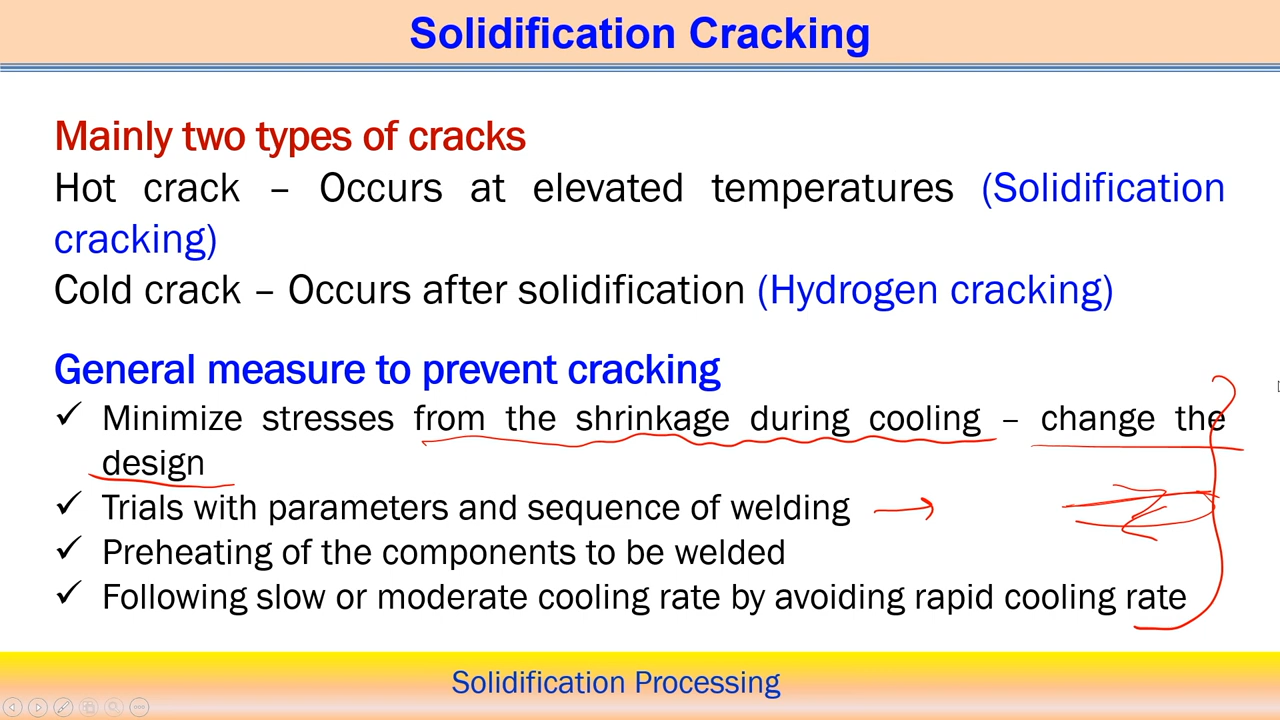 Solidification Cracking
Mainly two types of cracks
Hot crack – Occurs at elevated temperatures (Solidification
cracking)
Cold crack – Occurs after solidification (Hydrogen cracking)
General measure to prevent cracking
✓ Minimize stresses from the shrinkage during cooling – change the
design
✓ Trials with parameters and sequence of welding
✓ Preheating of the components to be welded
✓ Following slow or moderate cooling rate by avoiding rapid cooling rate
Solidification Processing